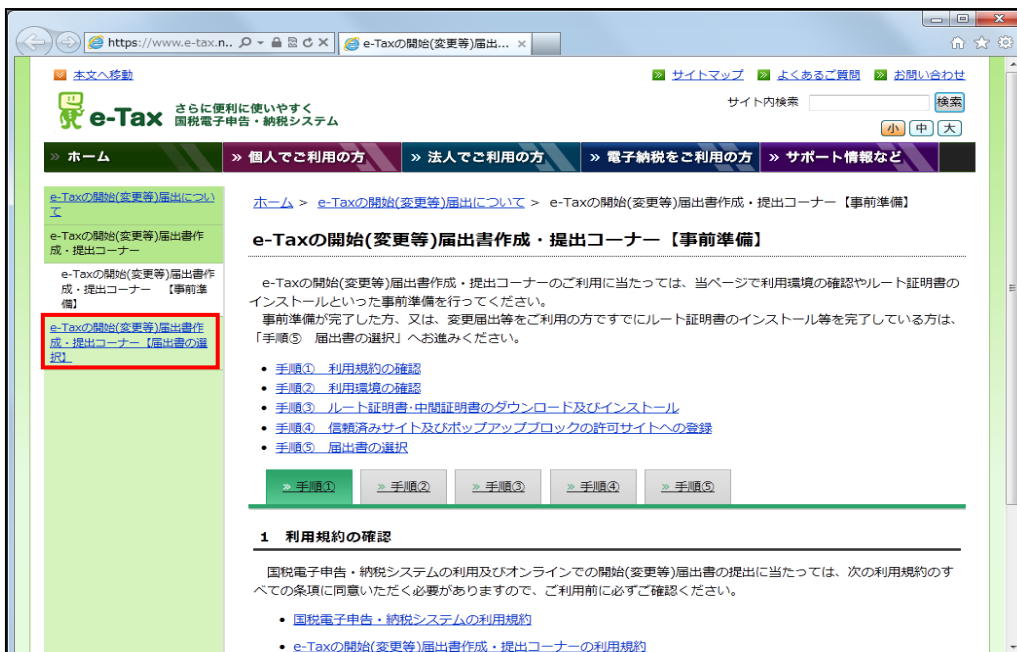 https://www.e-tax.n..
e-Taxの開始(変更等)届出...
本文へ移動
サイトマップ よくあるご質問 お問い合わせ
e-Tax さらに便利に使いやすく
国税電子申告・納税システム
サイト内検索 検索
小 中 大
» ホーム » 個人でご利用の方 » 法人でご利用の方 » 電子納税をご利用の方 » サポート情報など
e-Taxの開始(変更等)届出につい
て
e-Taxの開始(変更等)届出書作
成・提出コーナー
e-Taxの開始(変更等)届出書作
成・提出コーナー 【事前準
備】
e-Taxの開始(変更等)届出書作
成・提出コーナー【届出書の選
択】
ホーム > e-Taxの開始(変更等)届出について > e-Taxの開始(変更等)届出書作成・提出コーナー【事前準備】
e-Taxの開始(変更等)届出書作成・提出コーナー【事前準備】
e-Taxの開始(変更等)届出書作成・提出コーナーのご利用に当たっては、当ページで利用環境の確認やルート証明書の
インストールといった事前準備を行ってください。
事前準備が完了した方、又は、変更届出等をご利用の方ですでにルート証明書のインストール等を完了している方は、
「手順⑤ 届出書の選択」へお進みください。
• 手順① 利用規約の確認
• 手順② 利用環境の確認
• 手順③ ルート証明書・中間証明書のダウンロード及びインストール
• 手順④ 信頼済みサイト及びポップアップブロックの許可サイトへの登録
• 手順⑤ 届出書の選択
» 手順① » 手順② » 手順③ » 手順④ » 手順⑤
1 利用規約の確認
国税電子申告・納税システムの利用及びオンラインでの開始(変更等)届出書の提出に当たっては、次の利用規約のす
べての条項に同意いただく必要がありますので、ご利用前に必ずご確認ください。
• 国税電子申告・納税システムの利用規約
• e-Taxの開始(変更等)届出書作成・提出コーナーの利用規約